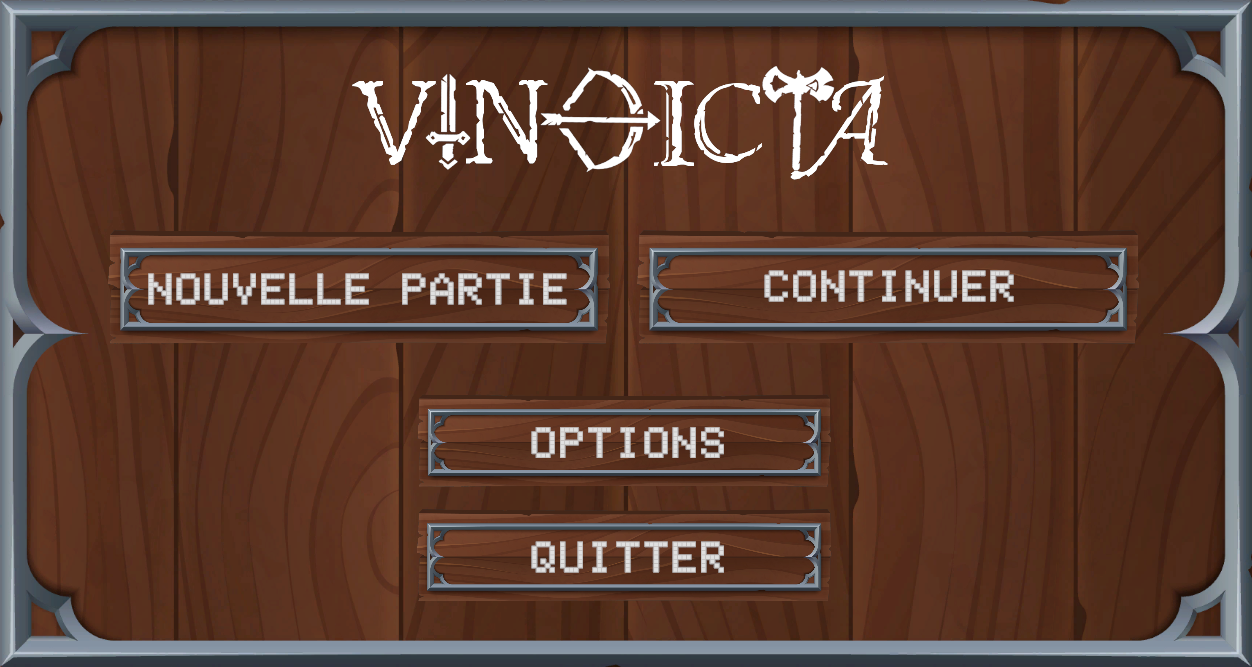 VINDICTA
NOUVELLE PARTIE
CONTINUER
OPTIONS
QUITTER